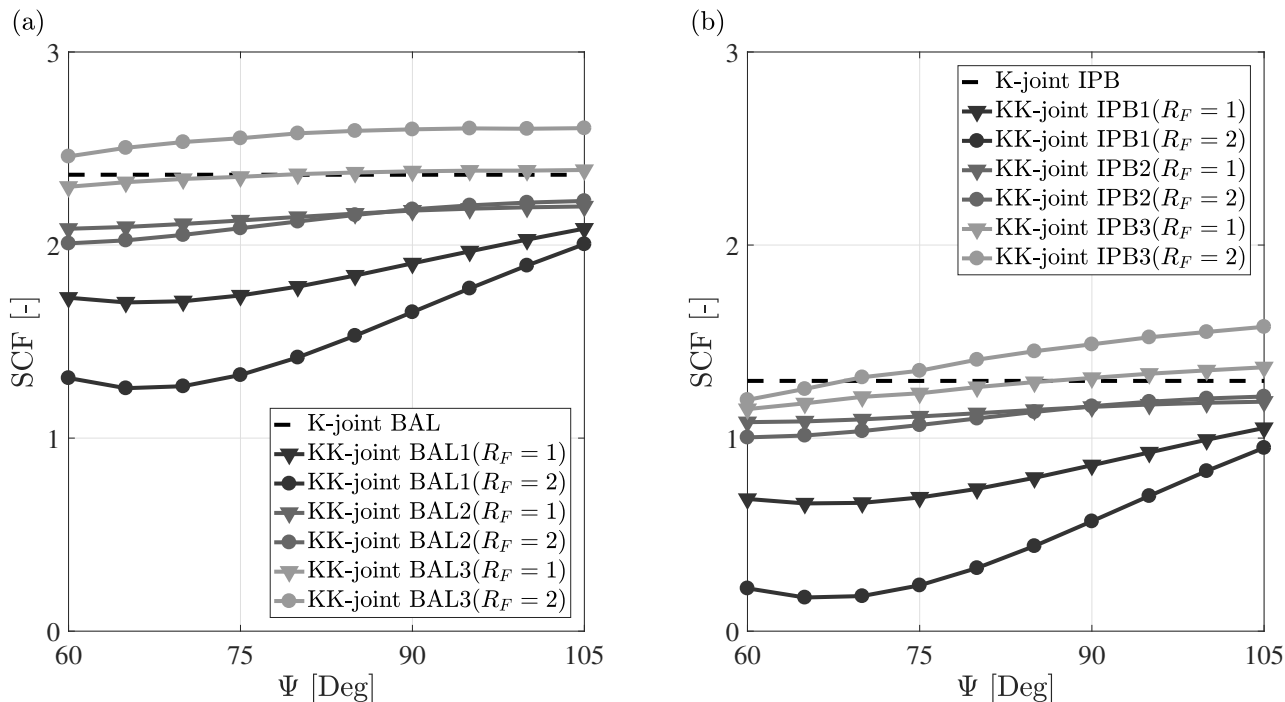 (a)
3
2
1
0
SCF [-]
60
75
90
105
Ψ [Deg]
K-joint BAL
KK-joint BAL1(R_F = 1)
KK-joint BAL1(R_F = 2)
KK-joint BAL2(R_F = 1)
KK-joint BAL2(R_F = 2)
KK-joint BAL3(R_F = 1)
KK-joint BAL3(R_F = 2)
(b)
3
2
1
0
SCF [-]
60
75
90
105
Ψ [Deg]
K-joint IPB
KK-joint IPB1(R_F = 1)
KK-joint IPB1(R_F = 2)
KK-joint IPB2(R_F = 1)
KK-joint IPB2(R_F = 2)
KK-joint IPB3(R_F = 1)
KK-joint IPB3(R_F = 2)